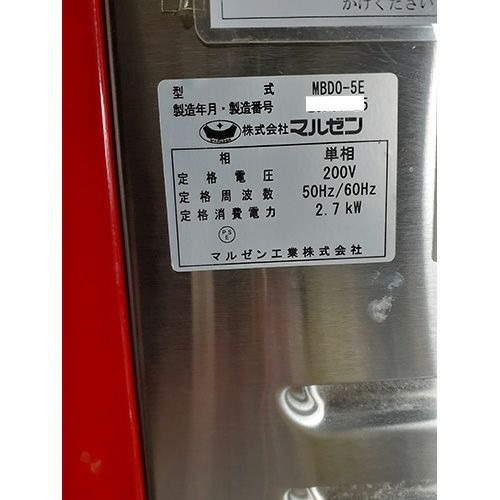 かけください
型式 MBDO-5E
製造年月・製造番号 5
株式会社マルゼン
相 単相
定格電圧 200V
定格周波数 50Hz/60Hz
定格消費電力 2.7kW
PSE
マルゼン工業株式会社